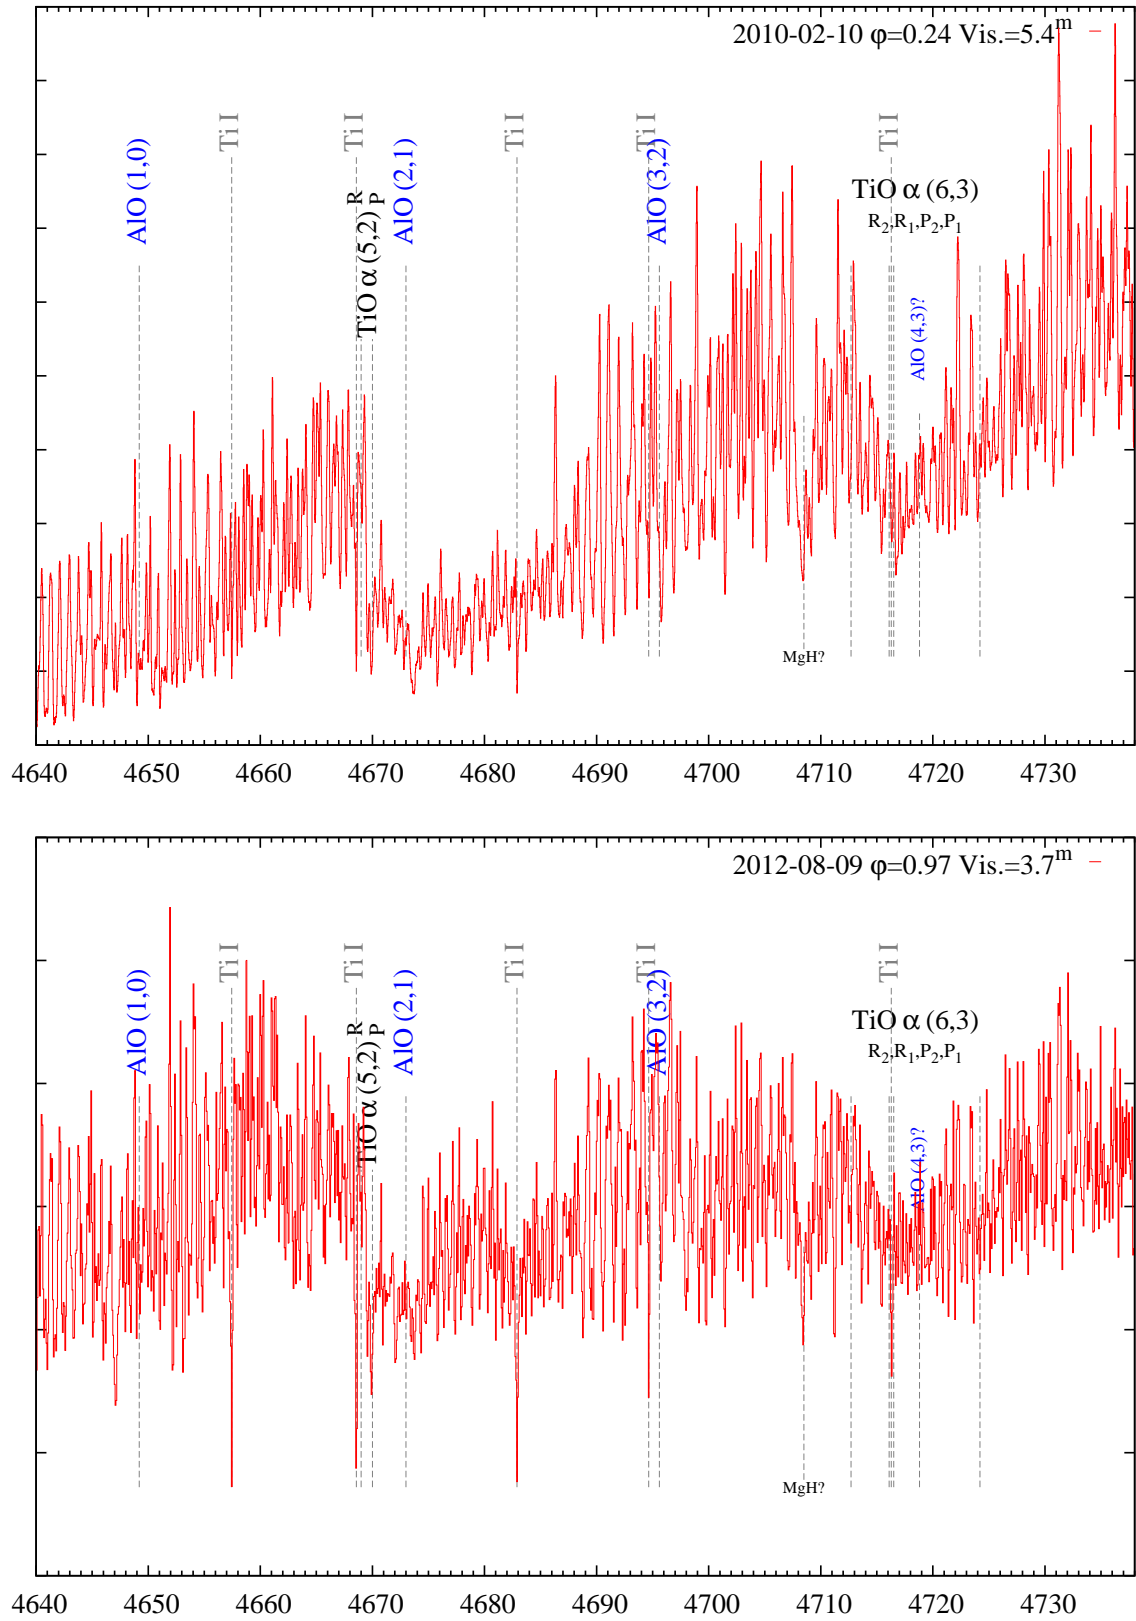 2010-02-10 φ=0.24 Vis.=5.4m
Ti I
Ti I
Ti I
Ti I
Ti I
AlO (1,0)
TiO α (5,2) R P
AlO (2,1)
AlO (3,2)
TiO α (6,3)
R2,R1,P2,P1
AlO (4,3)?
MgH?
4640 4650 4660 4670 4680 4690 4700 4710 4720 4730
2012-08-09 φ=0.97 Vis.=3.7m
Ti I
Ti I
Ti I
Ti I
Ti I
AlO (1,0)
TiO α (5,2) R P
AlO (2,1)
AlO (3,2)
TiO α (6,3)
R2,R1,P2,P1
AlO (4,3)?
MgH?
4640 4650 4660 4670 4680 4690 4700 4710 4720 4730